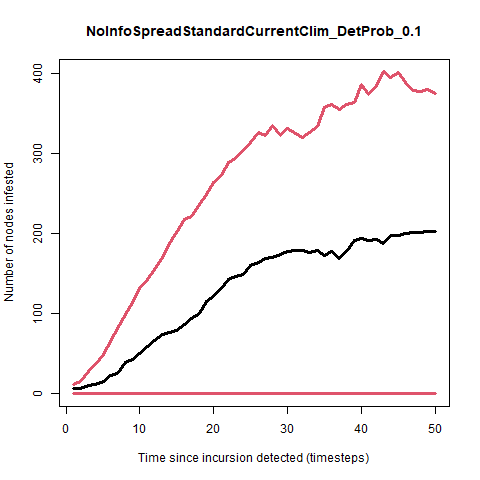 NoInfoSpreadStandardCurrentClim_DetProb_0.1
Number of nodes infested
400
300
200
100
0
0 10 20 30 40 50
Time since incursion detected (timesteps)